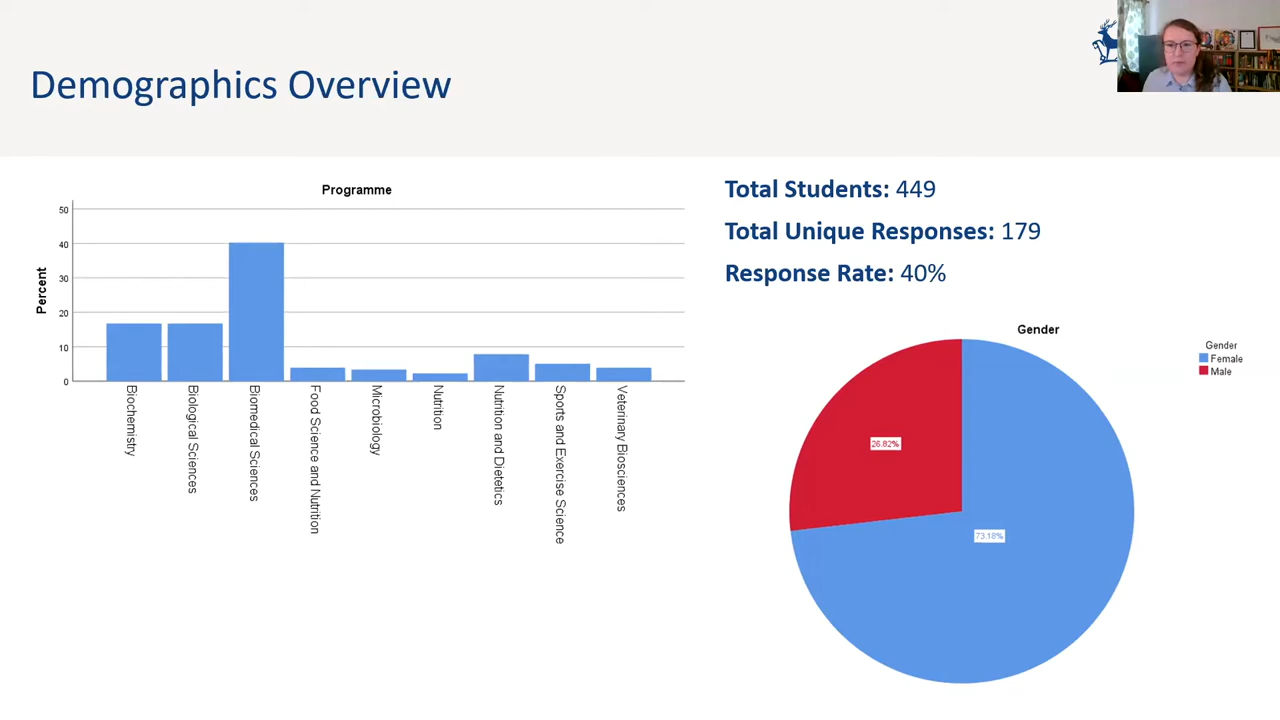 Demographics Overview
Programme
Percent
50
40
30
20
10
0
Biochemistry
Biological Sciences
Biomedical Sciences
Food Science and Nutrition
Microbiology
Nutrition
Nutrition and Dietetics
Sports and Exercise Science
Veterinary Biosciences
Total Students: 449
Total Unique Responses: 179
Response Rate: 40%
Gender
26.82%
73.18%
Gender
Female
Male